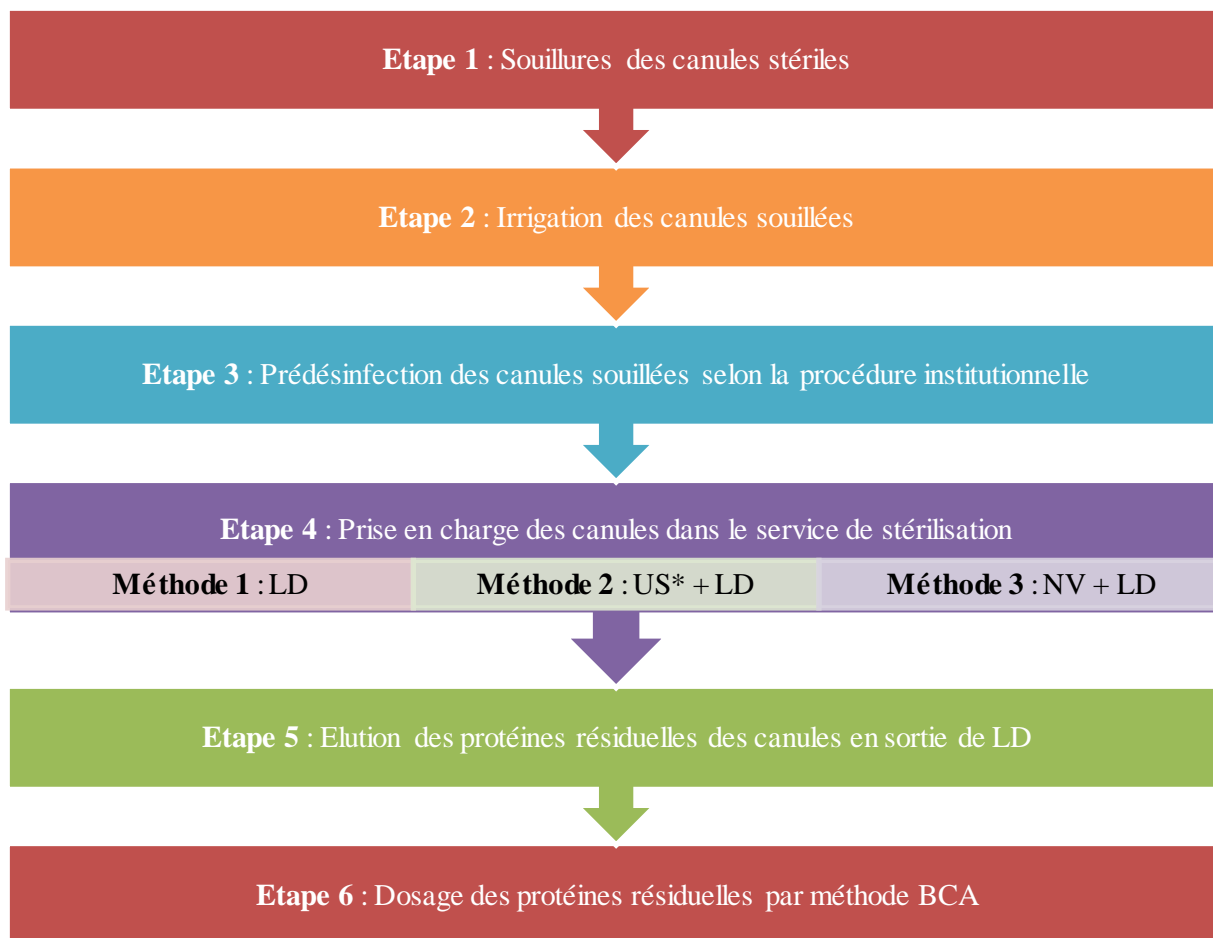 Etape 1 : Souillures des canules stériles
Etape 2 : Irrigation des canules souillées
Etape 3 : Prédésinfection des canules souillées selon la procédure institutionnelle
Etape 4 : Prise en charge des canules dans le service de stérilisation
Méthode 1 : LD Méthode 2 : US* + LD Méthode 3 : NV + LD
Etape 5 : Elution des protéines résiduelles des canules en sortie de LD
Etape 6 : Dosage des protéines résiduelles par méthode BCA